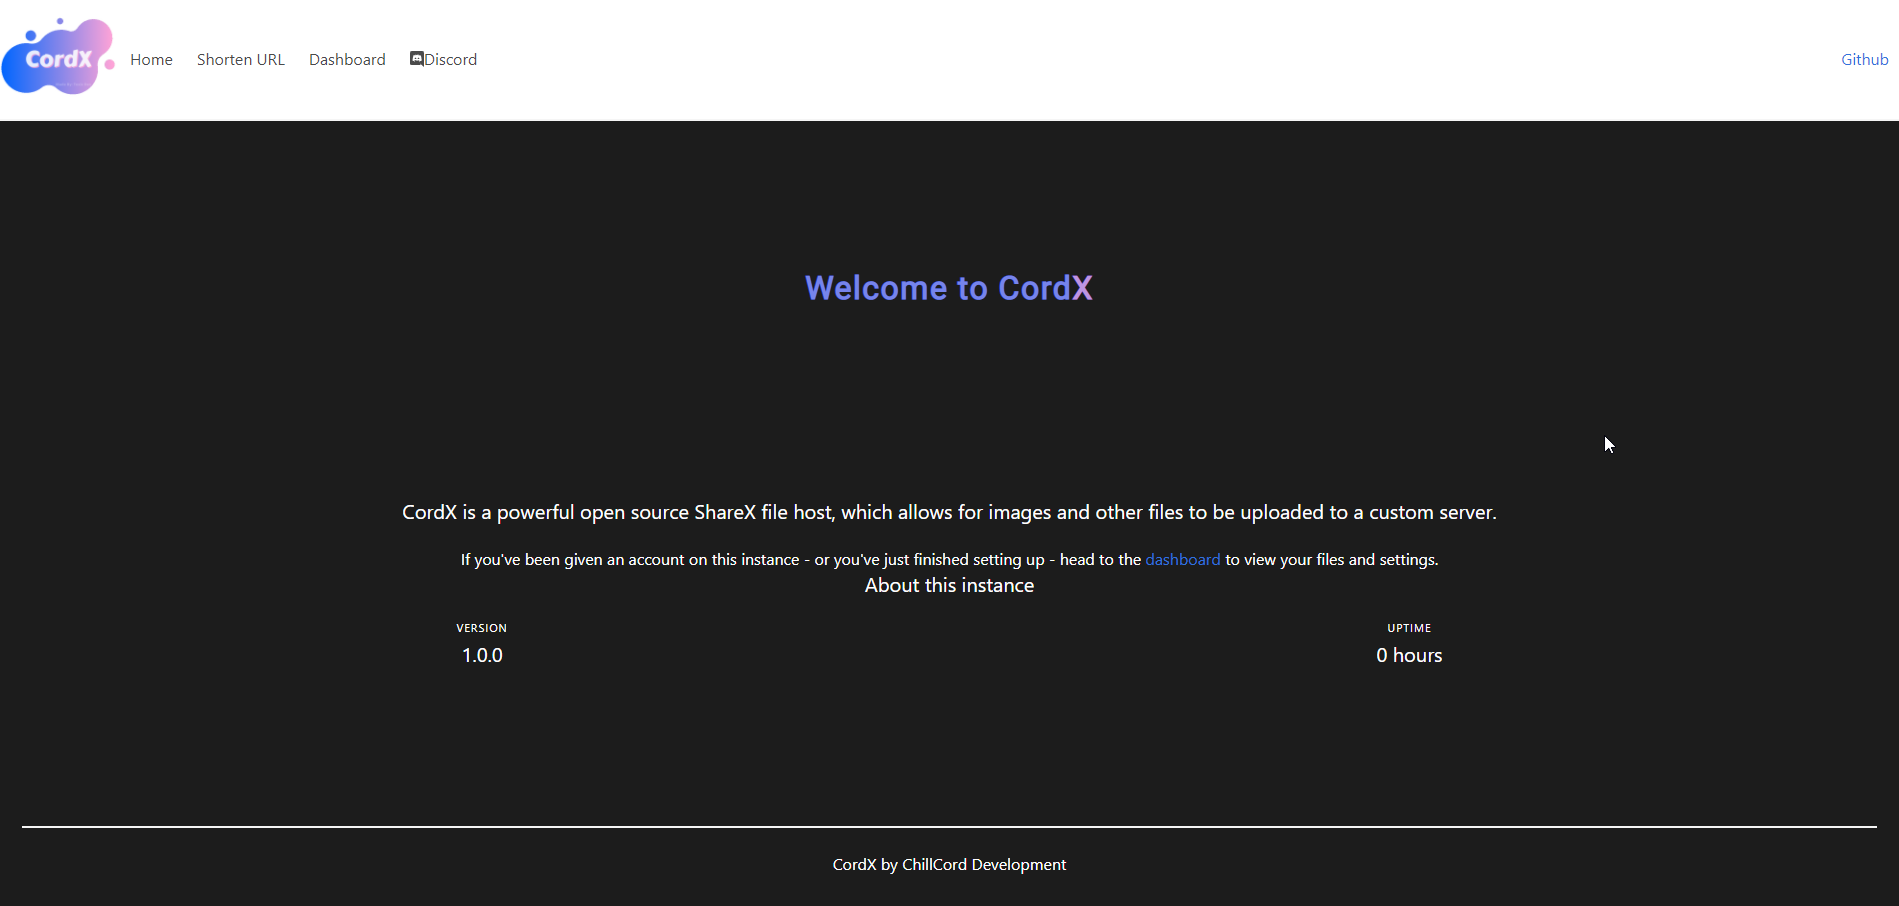 CordX
Home Shorten URL Dashboard Discord Github
Welcome to CordX
CordX is a powerful open source ShareX file host, which allows for images and other files to be uploaded to a custom server.
If you've been given an account on this instance - or you've just finished setting up - head to the dashboard to view your files and settings.
About this instance
VERSION UPTIME
1.0.0 0 hours
CordX by ChillCord Development